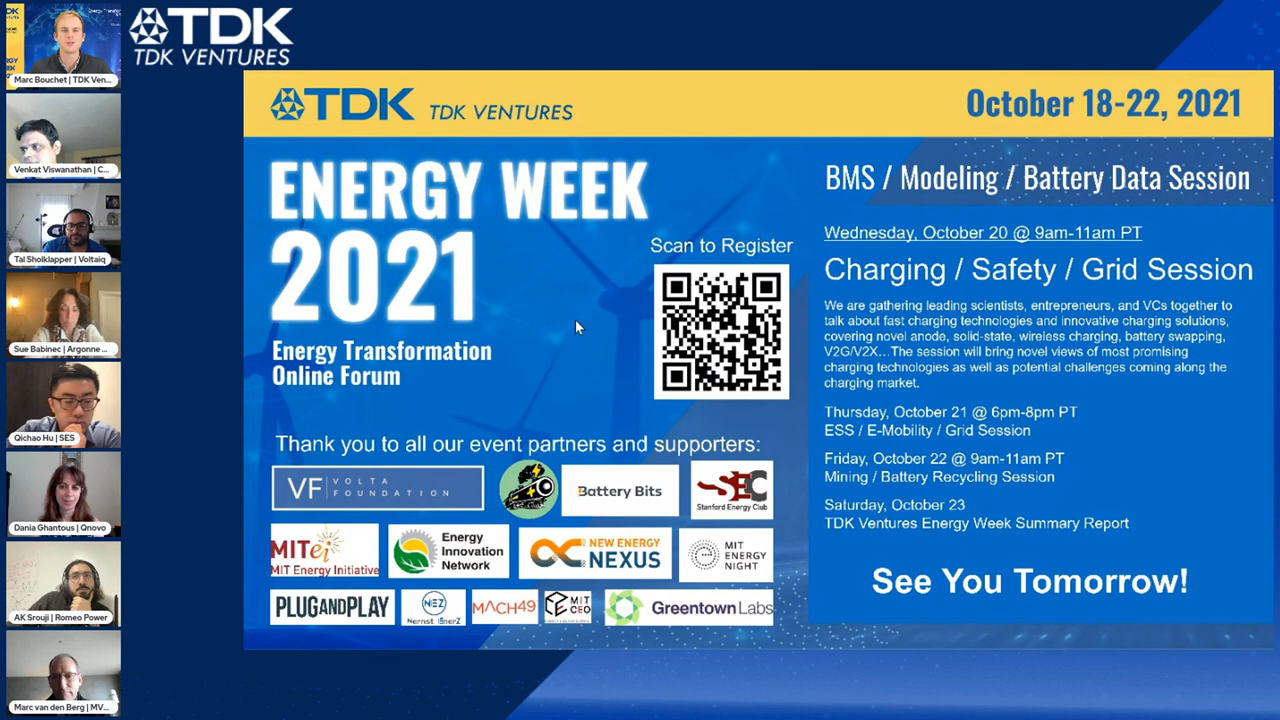 Marc Bouchet | TDK Ven...
Venkat Viswanathan | C...
Tal Sholklapper | Voltaiq
Sue Babinec | Argonne ...
Qichao Hu | SES
Dania Ghantous | Qnovo
AK Srouji | Romeo Power
Marc van den Berg | MV...
TDK
TDK VENTURES
TDK TDK VENTURES
October 18-22, 2021
ENERGY WEEK
2021
Energy Transformation
Online Forum
Scan to Register
Thank you to all our event partners and supporters:
VF VOLTA
FOUNDATION
Battery Bits
SEC
Stanford Energy Club
MITei
MIT Energy Initiative
Energy
Innovation
Network
NEW ENERGY
NEXUS
MIT
ENERGY
NIGHT
PLUGANDPLAY
NEZ
Nernst EnerZ
MACH49
MIT
CEO
Greentown Labs
BMS / Modeling / Battery Data Session
Wednesday, October 20 @ 9am-11am PT
Charging / Safety / Grid Session
We are gathering leading scientists, entrepreneurs, and VCs together to
talk about fast charging technologies and innovative charging solutions,
covering novel anode, solid-state, wireless charging, battery swapping,
V2G/V2X…The session will bring novel views of most promising
charging technologies as well as potential challenges coming along the
charging market.
Thursday, October 21 @ 6pm-8pm PT
ESS / E-Mobility / Grid Session
Friday, October 22 @ 9am-11am PT
Mining / Battery Recycling Session
Saturday, October 23
TDK Ventures Energy Week Summary Report
See You Tomorrow!